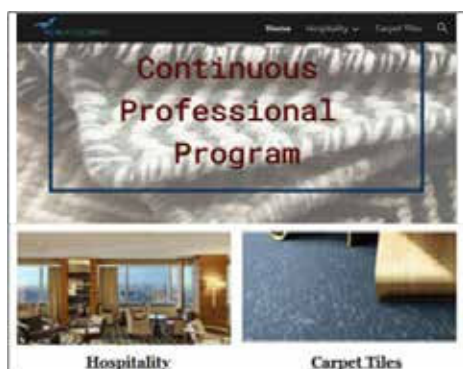 Home Hospitality Carpet Tiles
Continuous
Professional
Program
Hospitality
Carpet Tiles